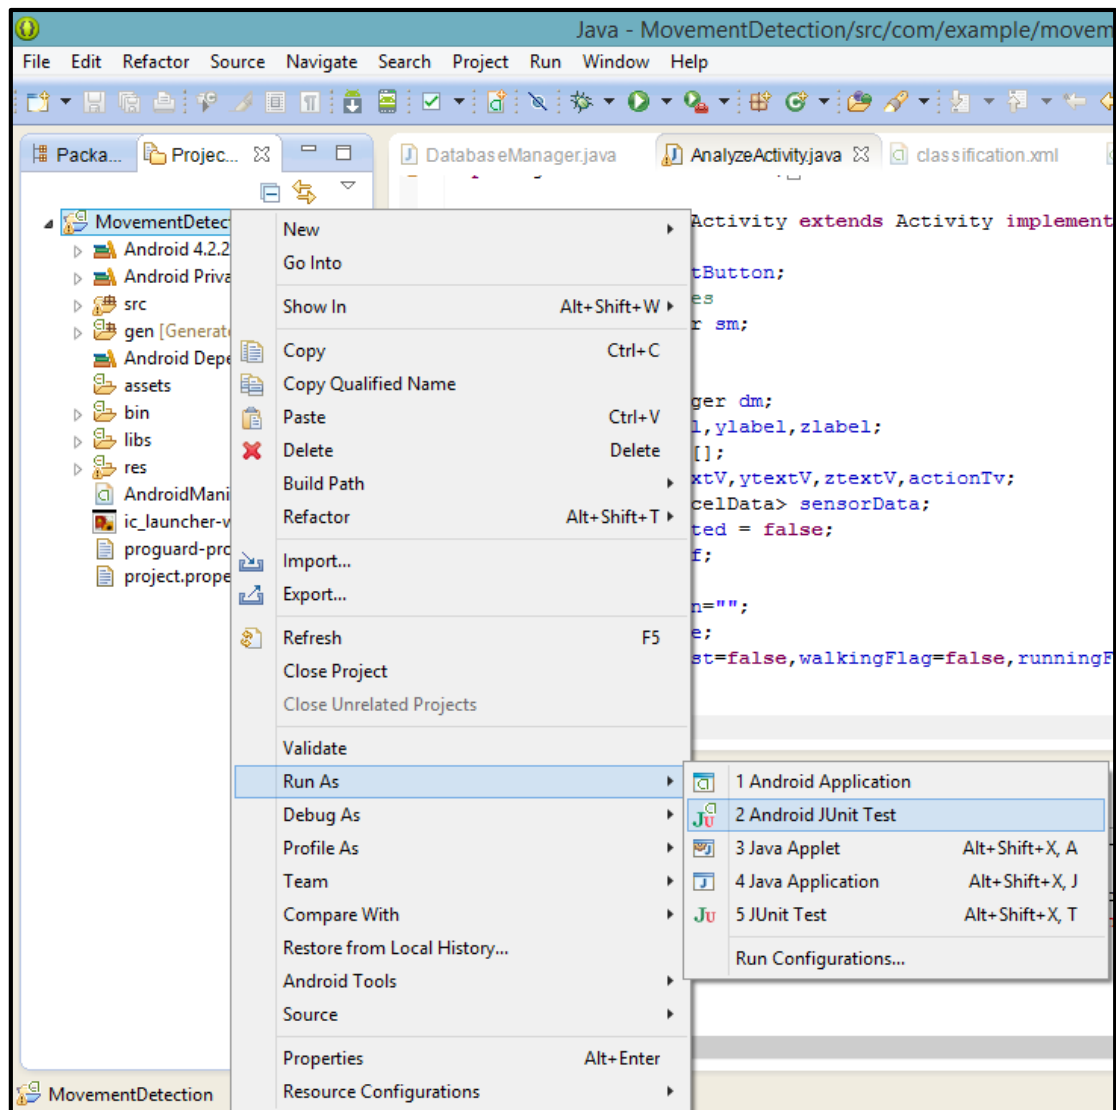 Java - MovementDetection/src/com/example/movem
File Edit Refactor Source Navigate Search Project Run Window Help
Packa... Projec...
DatabaseManager.java AnalyzeActivity.java classification.xml
MovementDetec
Android 4.2.2
Android Priva
src
gen [Generat
Android Depe
assets
bin
libs
res
AndroidMani
ic_launcher-w
proguard-pro
project.prope
New
Go Into
Show In Alt+Shift+W
Copy Ctrl+C
Copy Qualified Name
Paste Ctrl+V
Delete Delete
Build Path
Refactor Alt+Shift+T
Import...
Export...
Refresh F5
Close Project
Close Unrelated Projects
Validate
Run As
Debug As
Profile As
Team
Compare With
Restore from Local History...
Android Tools
Source
Properties Alt+Enter
Resource Configurations
Activity extends Activity implement
tButton;
es
r sm;
ger dm;
l,ylabel,zlabel;
[];
xtV,ytextV,ztextV,actionTv;
celData> sensorData;
ted = false;
f;
n="";
e;
st=false,walkingFlag=false,runningF
1 Android Application
2 Android JUnit Test
3 Java Applet Alt+Shift+X, A
4 Java Application Alt+Shift+X, J
5 JUnit Test Alt+Shift+X, T
Run Configurations...
MovementDetection